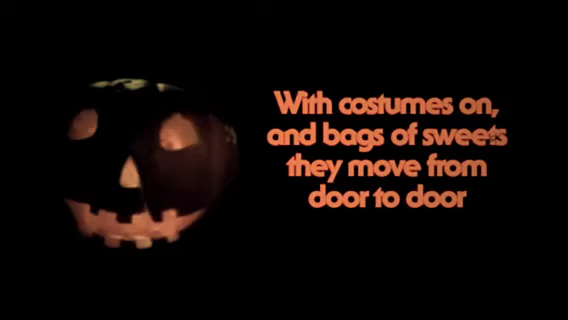 With costumes on,
and bags of sweets
they move from
door to door